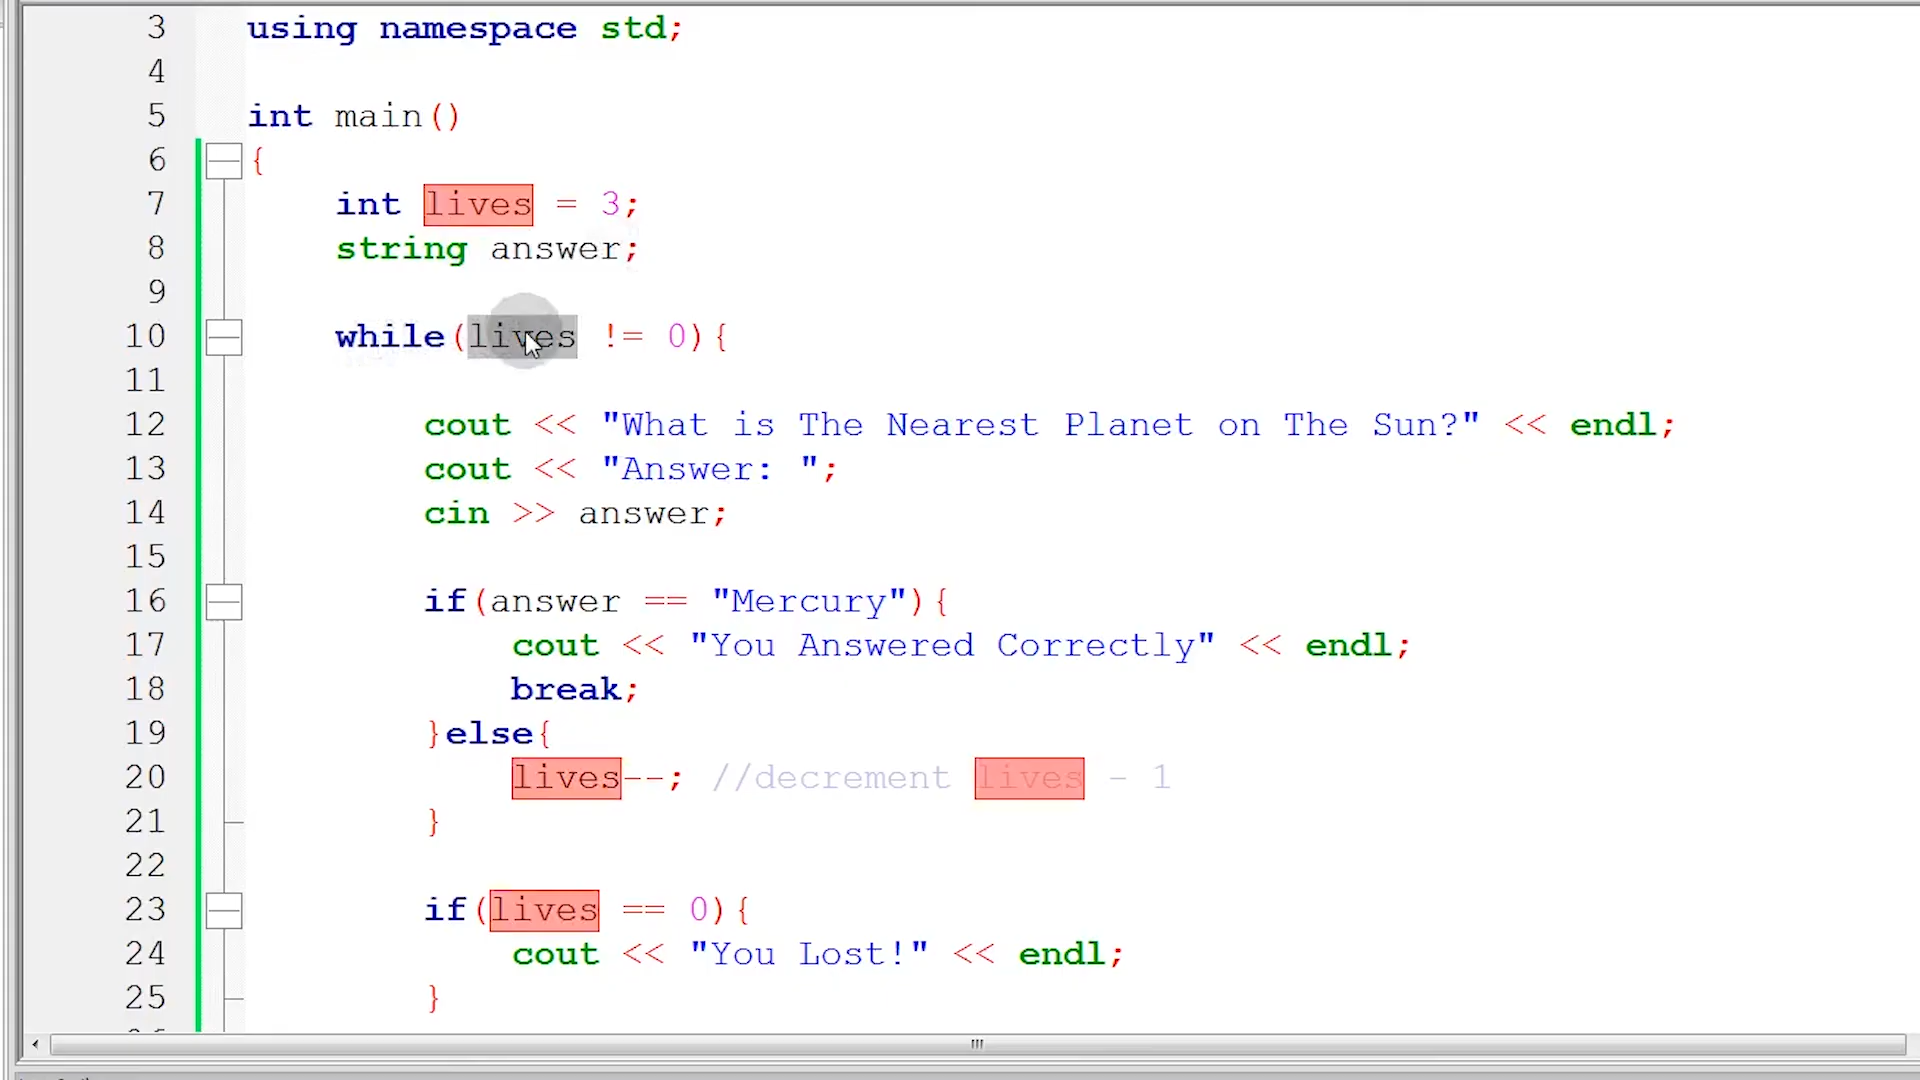 3 using namespace std;
4
5 int main()
6 {
7 int lives = 3;
8 string answer;
9
10 while(lives != 0){
11
12 cout << "What is The Nearest Planet on The Sun?" << endl;
13 cout << "Answer: ";
14 cin >> answer;
15
16 if(answer == "Mercury"){
17 cout << "You Answered Correctly" << endl;
18 break;
19 }else{
20 lives--; //decrement lives - 1
21 }
22
23 if(lives == 0){
24 cout << "You Lost!" << endl;
25 }